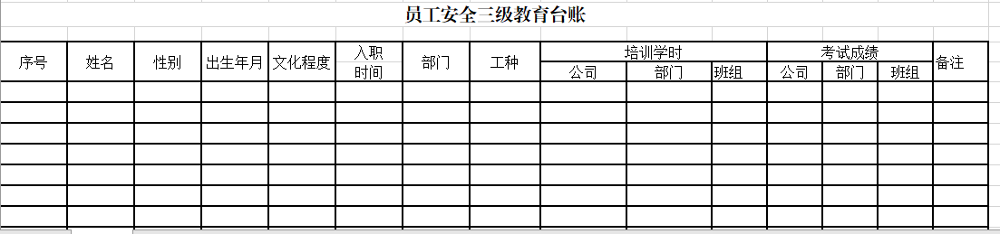 员工安全三级教育台账
序号 姓名 性别 出生年月 文化程度 入职时间 部门 工种 培训学时 考试成绩 备注
公司 部门 班组 公司 部门 班组